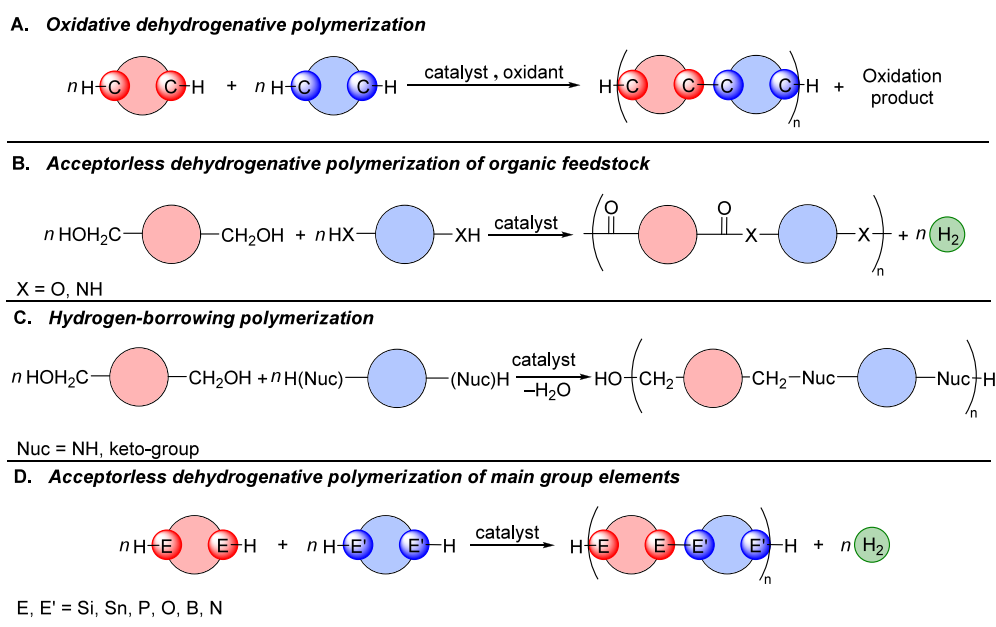 A. Oxidative dehydrogenative polymerization
n H–C C–H + n H–C C–H catalyst , oxidant H–C C–C C–H n + Oxidation product
B. Acceptorless dehydrogenative polymerization of organic feedstock
n HOH₂C– –CH₂OH + n HX– –XH catalyst O O X X n + n H₂
X = O, NH
C. Hydrogen-borrowing polymerization
n HOH₂C– –CH₂OH + n H(Nuc)– –(Nuc)H catalyst –H₂O HO–CH₂– –CH₂–Nuc– –Nuc–H n
Nuc = NH, keto-group
D. Acceptorless dehydrogenative polymerization of main group elements
n H–E E–H + n H–E' E'–H catalyst H–E E–E' E'–H n + n H₂
E, E' = Si, Sn, P, O, B, N